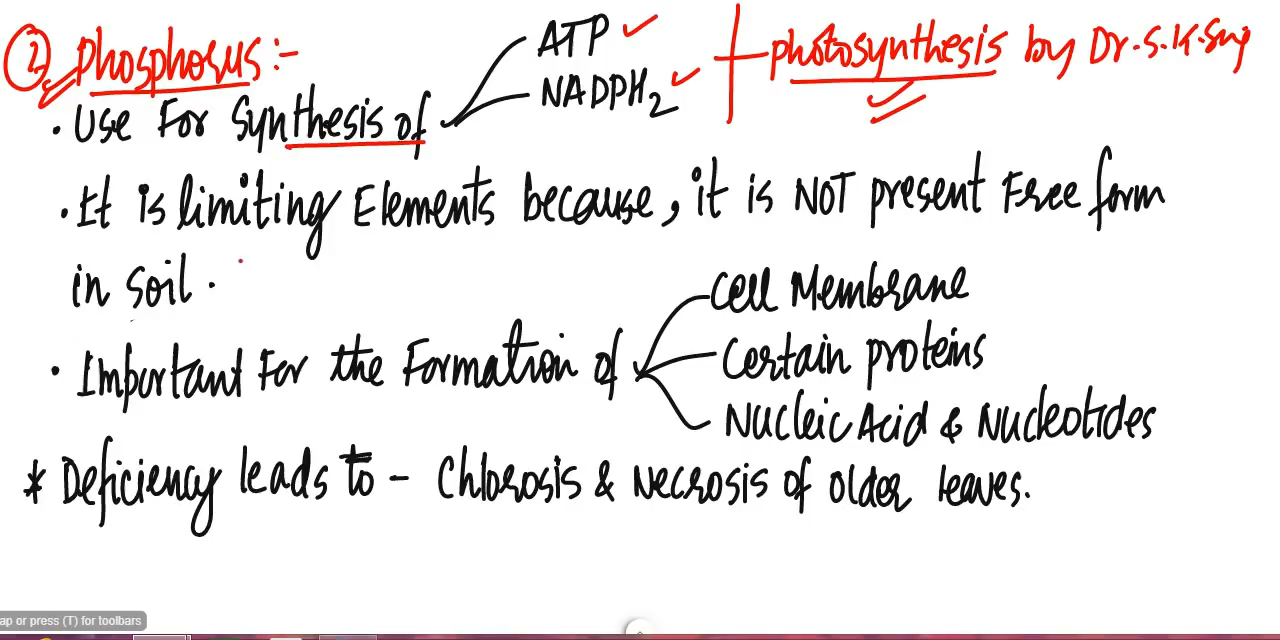 2) Phosphorus :-
• Use For Synthesis of
ATP
NADPH2
photosynthesis by Dr. S. K. Sing
• It is limiting Elements because, it is NOT present Free form
in soil.
• Important For the Formation of
Cell Membrane
Certain proteins
Nucleic Acid & Nucleotides
* Deficiency leads to - Chlorosis & Necrosis of older leaves.
ap or press (T) for toolbars